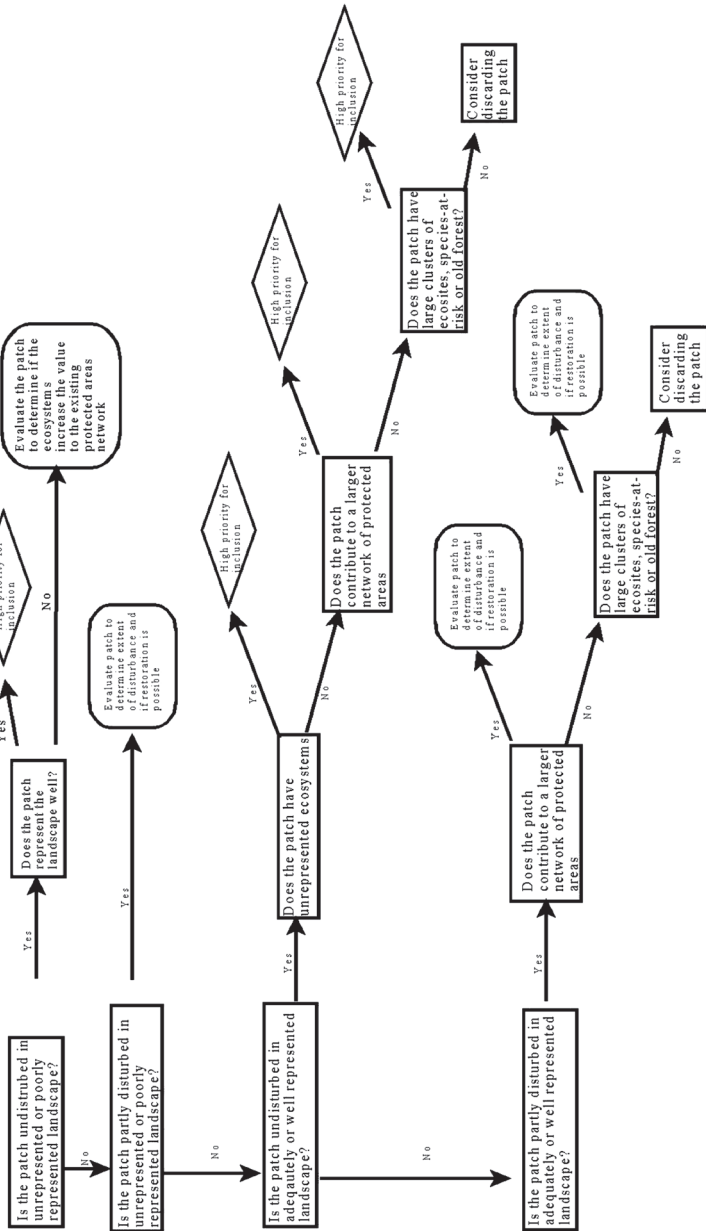 Is the patch undistrubed in
unrepresented or poorly
represented landscape?
Yes
Does the patch
represent the
landscape well?
Yes
High priority for
inclusion
No
Evaluate the patch
to determine if the
ecosystems
increase the value
to the existing
protected areas
network
No
Is the patch partly disturbed in
unrepresented or poorly
represented landscape?
Yes
Evaluate patch to
determine extent
of disturbance and
if restoration is
possible
No
Is the patch undisturbed in
adeqautely or well represented
landscape?
Yes
Does the patch have
unrepresented ecosystems
Yes
High priority for
inclusion
No
Does the patch
contribute to a larger
network of protected
areas
Yes
High priority for
inclusion
No
Does the patch have
large clusters of
ecosites, species-at-
risk or old forest?
Yes
High priority for
inclusion
No
Consider
discarding
the patch
No
Is the patch partly disturbed in
adequately or well represented
landscape?
Yes
Does the patch
contribute to a larger
network of protected
areas
Yes
Evaluate patch to
determine extent
of disturbance and
if restoration is
possible
No
Does the patch have
large clusters of
ecosites, species-at-
risk or old forest?
Yes
Evaluate patch to
determine extent
of disturbance and
if restoration is
possible
No
Consider
discarding
the patch